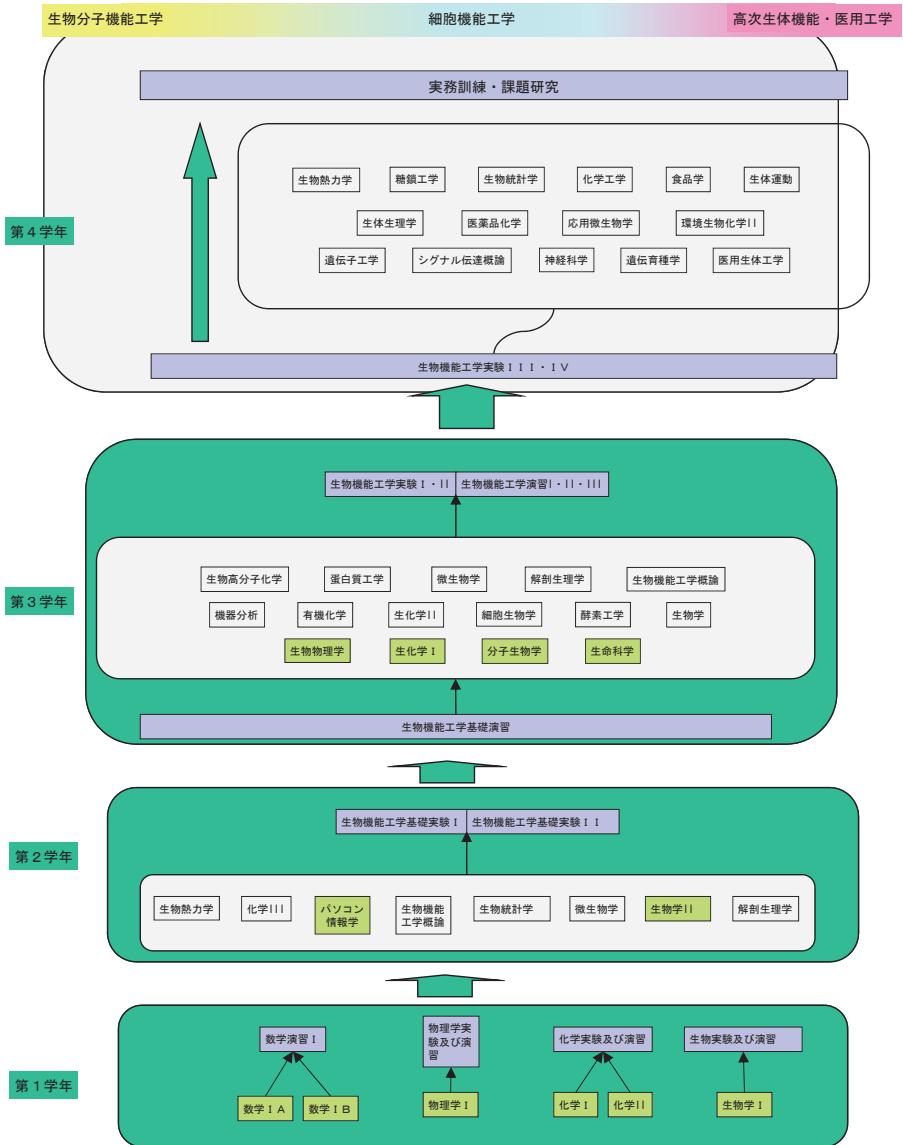 生物分子機能工学 細胞機能工学 高次生体機能・医用工学
実務訓練・課題研究
生物熱力学 糖鎖工学 生物統計学 化学工学 食品学 生体運動
第４学年
生体生理学 医薬品化学 応用微生物学 環境生物化学II
遺伝子工学 シグナル伝達概論 神経科学 遺伝育種学 医用生体工学
生物機能工学実験ＩＩＩ・ＩＶ
生物機能工学実験Ｉ・II 生物機能工学演習I・II・III
生物高分子化学 蛋白質工学 微生物学 解剖生理学 生物機能工学概論
第３学年
機器分析 有機化学 生化学II 細胞生物学 酵素工学 生物学
生物物理学 生化学Ｉ 分子生物学 生命科学
生物機能工学基礎演習
生物機能工学基礎実験Ｉ 生物機能工学基礎実験ＩＩ
第２学年
生物熱力学 化学III パソコン
情報学 生物機能
工学概論 生物統計学 微生物学 生物学II 解剖生理学
数学演習Ｉ 物理学実
験及び演
習 化学実験及び演習 生物実験及び演習
第１学年
数学ＩＡ 数学ＩＢ 物理学Ｉ 化学Ｉ 化学II 生物学Ｉ